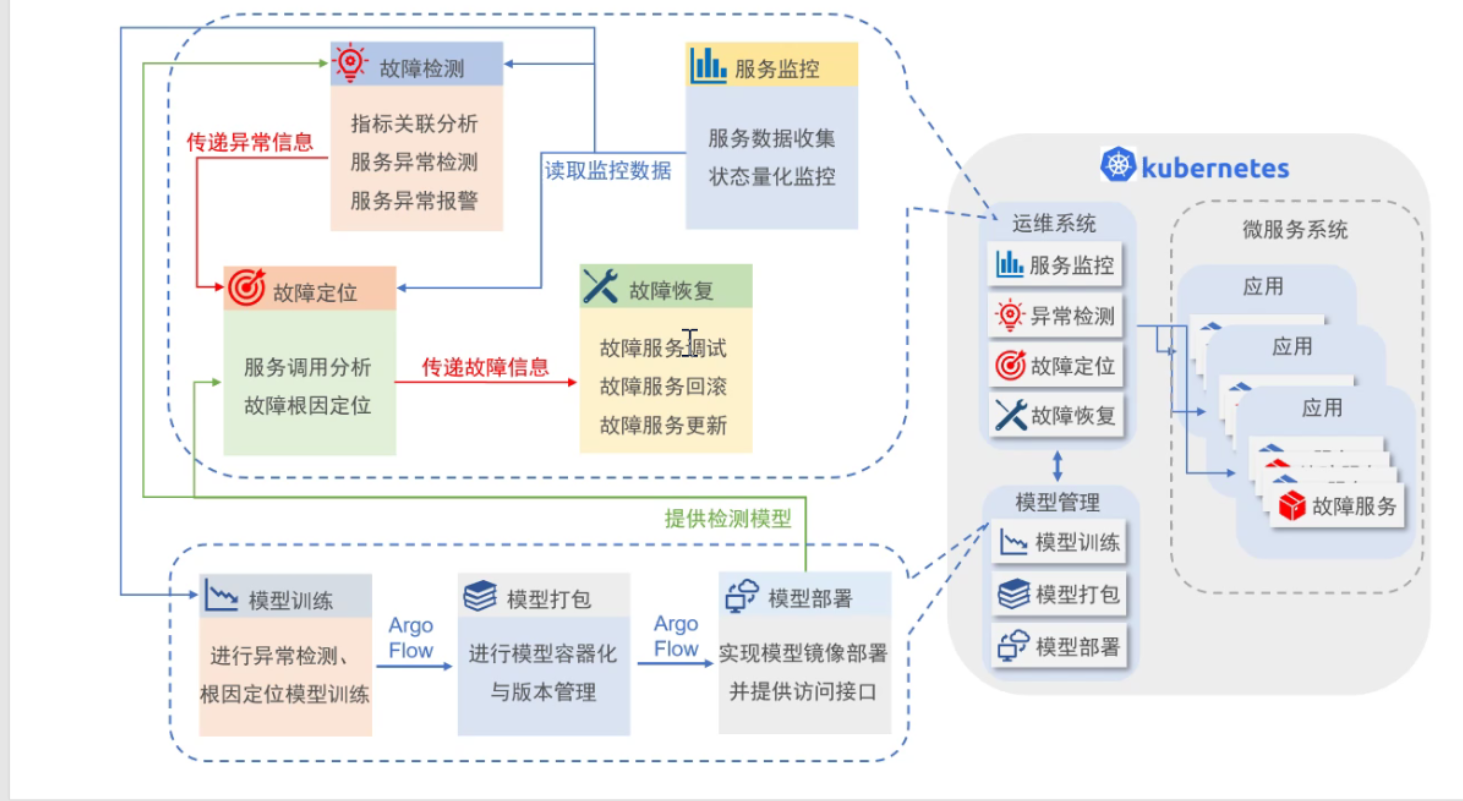 故障检测
指标关联分析
服务异常检测
服务异常报警
服务监控
服务数据收集
状态量化监控
传递异常信息
读取监控数据
故障定位
服务调用分析
故障根因定位
传递故障信息
故障恢复
故障服务调试
故障服务回滚
故障服务更新
提供检测模型
模型训练
进行异常检测、
根因定位模型训练
Argo
Flow
模型打包
进行模型容器化
与版本管理
Argo
Flow
模型部署
实现模型镜像部署
并提供访问接口
kubernetes
运维系统
服务监控
异常检测
故障定位
故障恢复
模型管理
模型训练
模型打包
模型部署
微服务系统
应用
应用
应用
故障服务